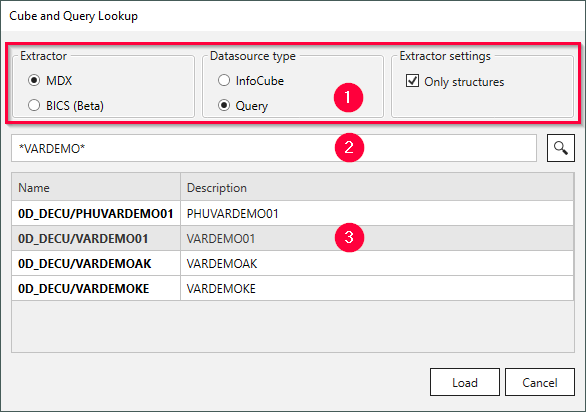 Cube and Query Lookup
Extractor Datasource type Extractor settings
MDX InfoCube Only structures
BICS (Beta) Query 1
*VARDEMO* 2
Name Description
0D_DECU/PHUVARDEMO01 PHUVARDEMO01
0D_DECU/VARDEMO01 VARDEMO01 3
0D_DECU/VARDEMOAK VARDEMOAK
0D_DECU/VARDEMOKE VARDEMOKE
Load Cancel